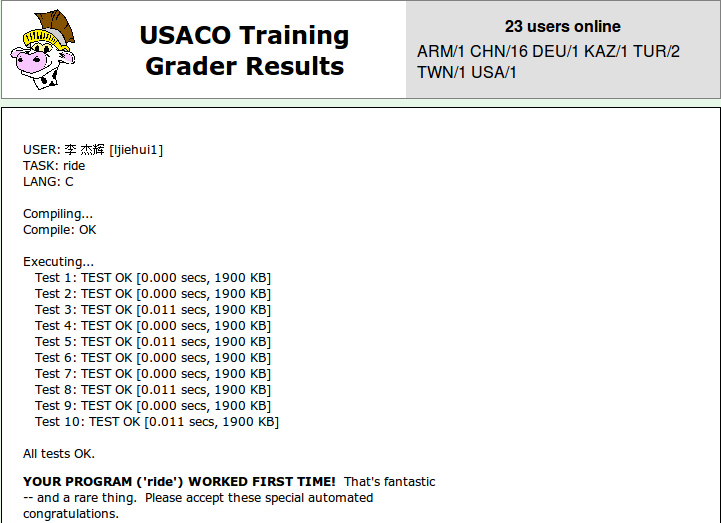 USACO Training
Grader Results
23 users online
ARM/1 CHN/16 DEU/1 KAZ/1 TUR/2
TWN/1 USA/1
USER: 李 杰辉 [ljiehui1]
TASK: ride
LANG: C
Compiling...
Compile: OK
Executing...
Test 1: TEST OK [0.000 secs, 1900 KB]
Test 2: TEST OK [0.000 secs, 1900 KB]
Test 3: TEST OK [0.011 secs, 1900 KB]
Test 4: TEST OK [0.000 secs, 1900 KB]
Test 5: TEST OK [0.011 secs, 1900 KB]
Test 6: TEST OK [0.000 secs, 1900 KB]
Test 7: TEST OK [0.000 secs, 1900 KB]
Test 8: TEST OK [0.011 secs, 1900 KB]
Test 9: TEST OK [0.000 secs, 1900 KB]
Test 10: TEST OK [0.011 secs, 1900 KB]
All tests OK.
YOUR PROGRAM ('ride') WORKED FIRST TIME! That's fantastic
-- and a rare thing. Please accept these special automated
congratulations.